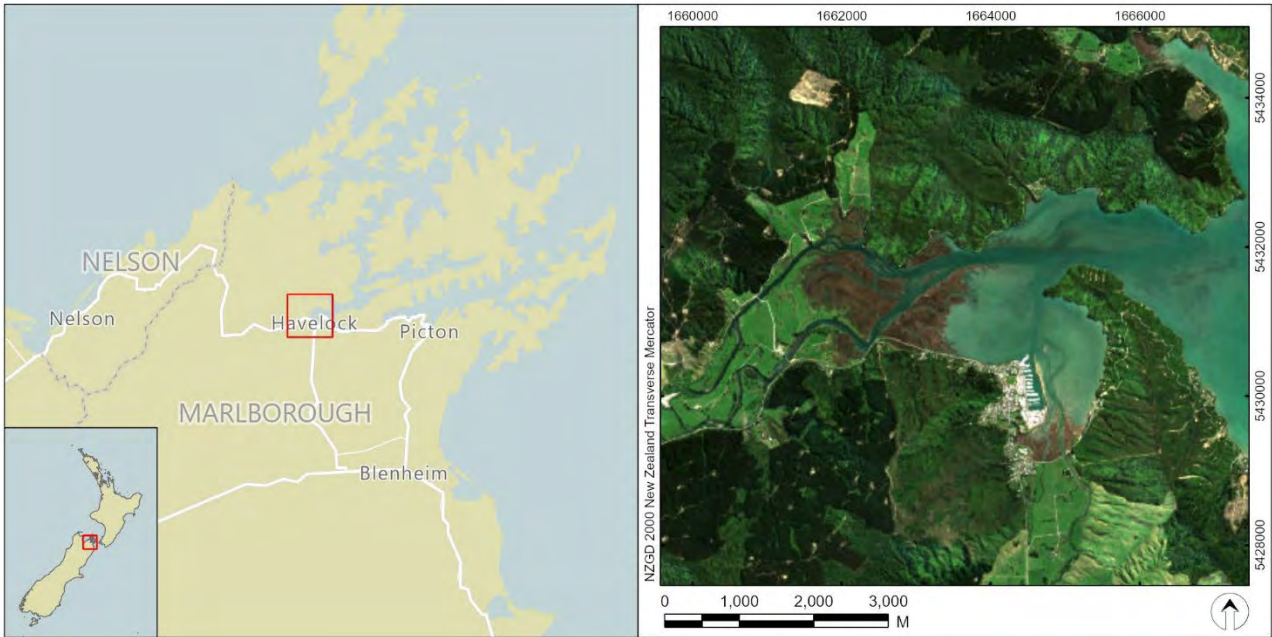 NELSON
Nelson
Havelock
Picton
MARLBOROUGH
Blenheim
1660000
1662000
1664000
1666000
5434000
5432000
5430000
5428000
NZGD 2000 New Zealand Transverse Mercator
0 1,000 2,000 3,000
M